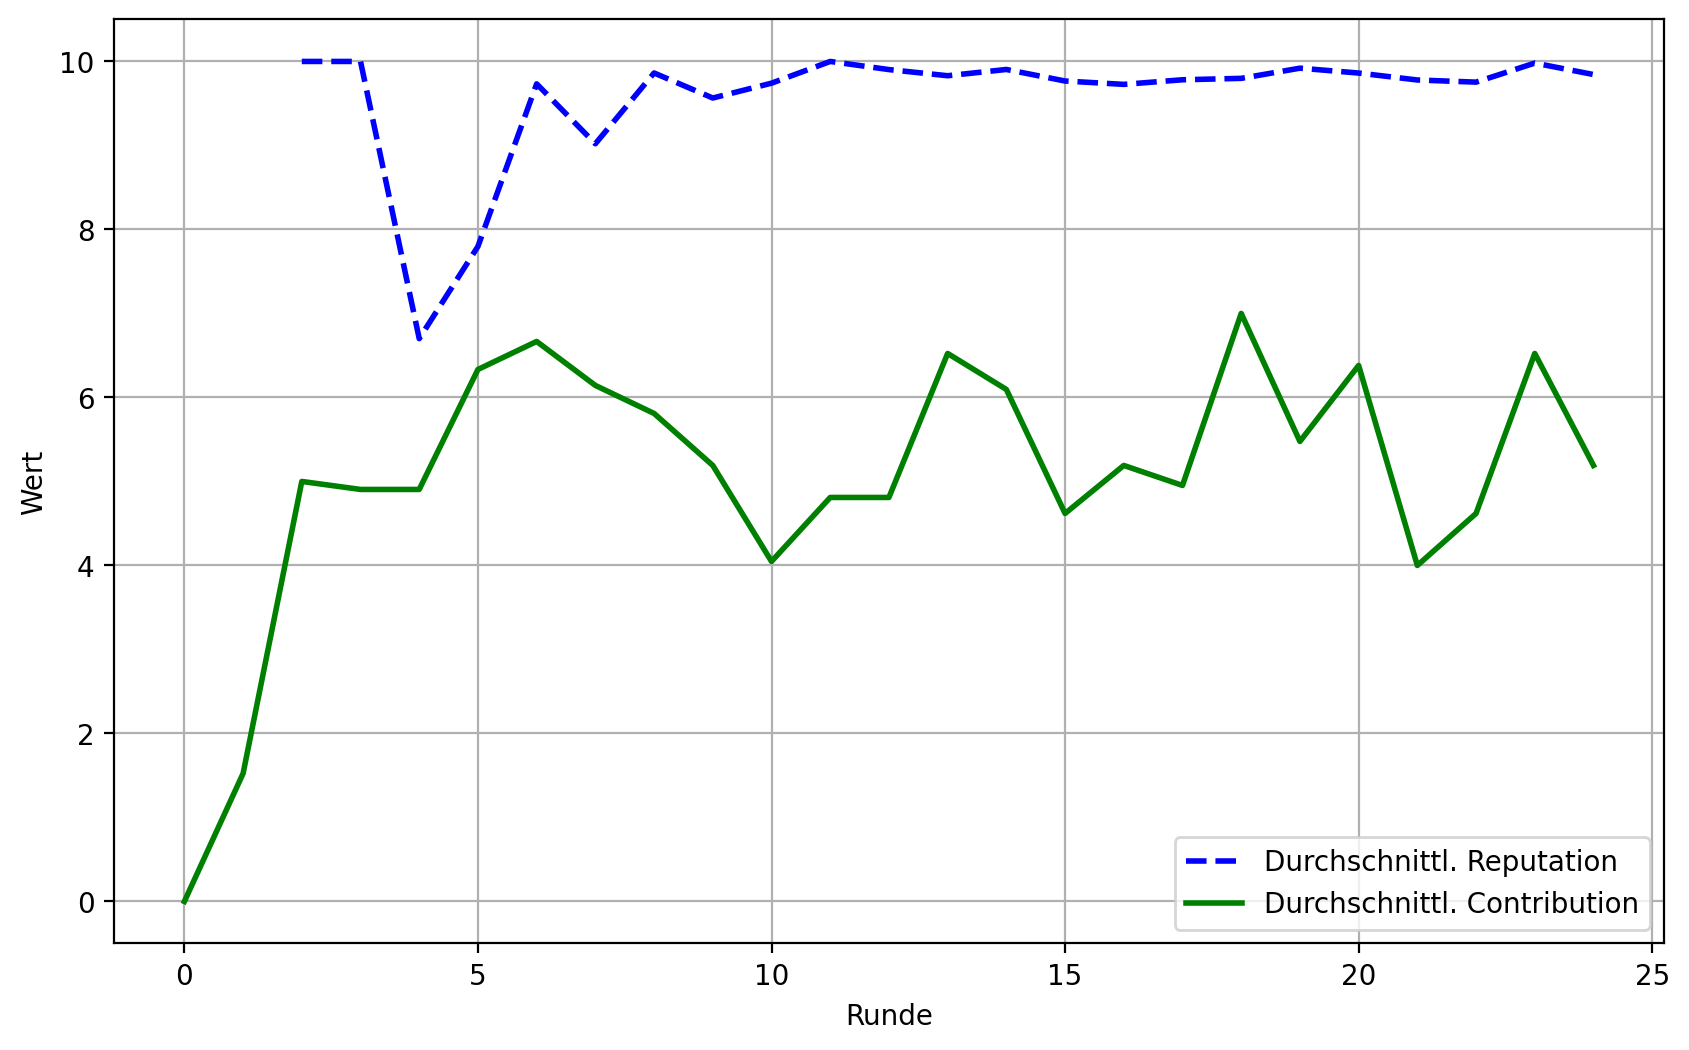 10
8
6
4
2
0
Wert
0 5 10 15 20 25
Runde
Durchschnittl. Reputation
Durchschnittl. Contribution